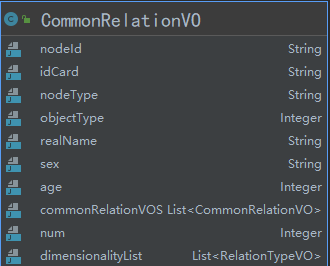 CommonRelationVO
nodeId String
idCard String
nodeType String
objectType Integer
realName String
sex String
age Integer
commonRelationVOS List<CommonRelationVO>
num Integer
dimensionalityList List<RelationTypeVO>